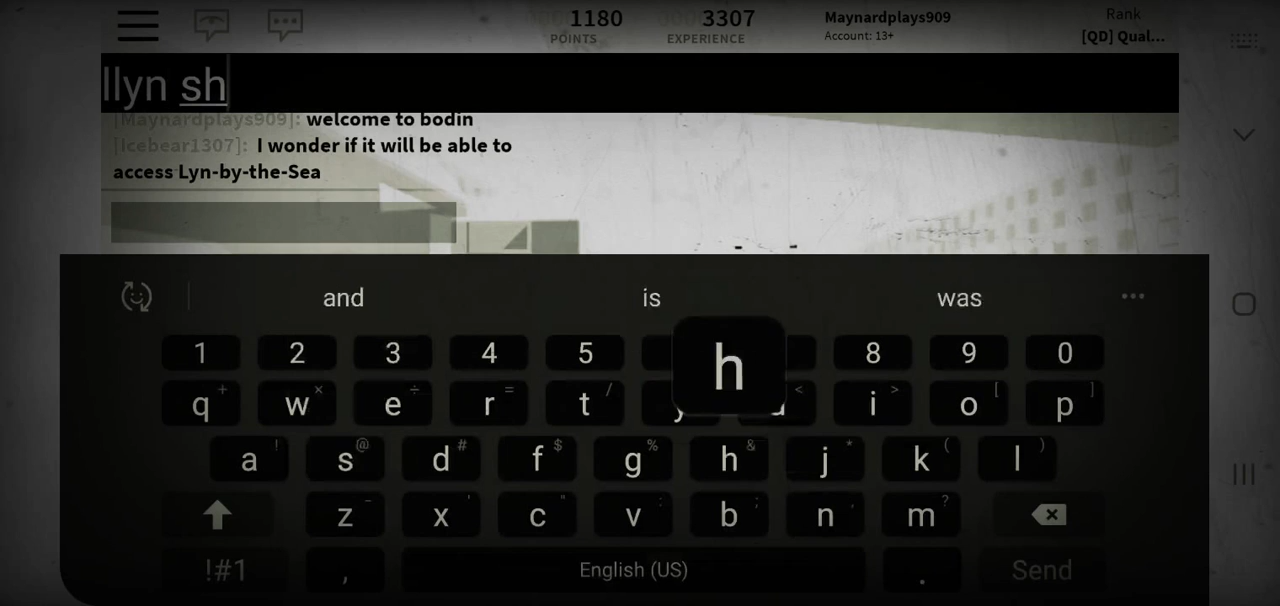 1180
POINTS
3307
EXPERIENCE
Maynardplays909
Account: 13+
Rank
[QD] Qual...
llyn sh
[Maynardplays909]: welcome to bodin
[Icebear1307]: I wonder if it will be able to
access Lyn-by-the-Sea
and is was
h
1 2 3 4 5 8 9 0
q + w × e ÷ r = t / y u < i > o [ p ]
a ! s @ d # f $ g % h & j * k ( l )
z - x ' c " v : b ; n , m ?
!#1 , English (US) . Send